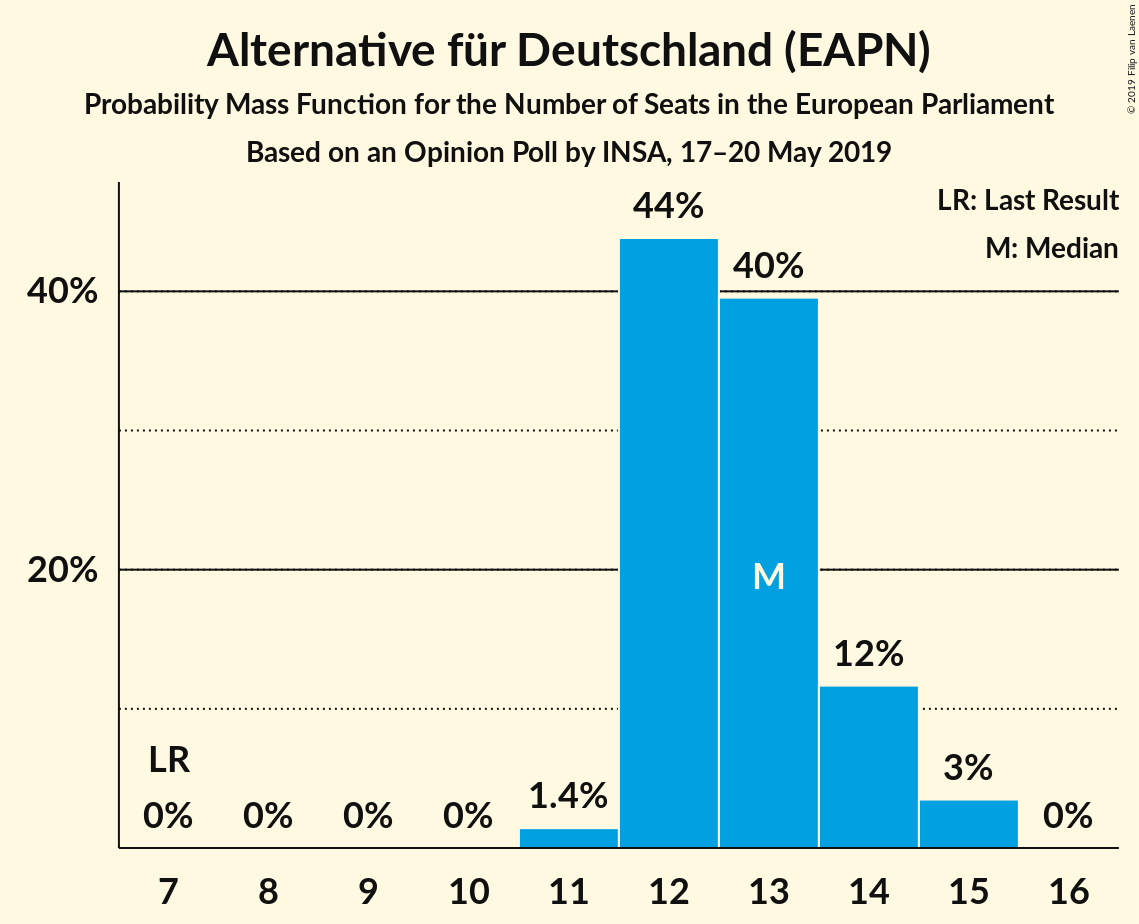 Alternative für Deutschland (EAPN)
Probability Mass Function for the Number of Seats in the European Parliament
Based on an Opinion Poll by INSA, 17–20 May 2019
© 2019 Filip van Laenen
LR: Last Result
M: Median
44%
40%
40%
20%
M
12%
LR
3%
1.4%
0% 0% 0% 0% 0%
7 8 9 10 11 12 13 14 15 16